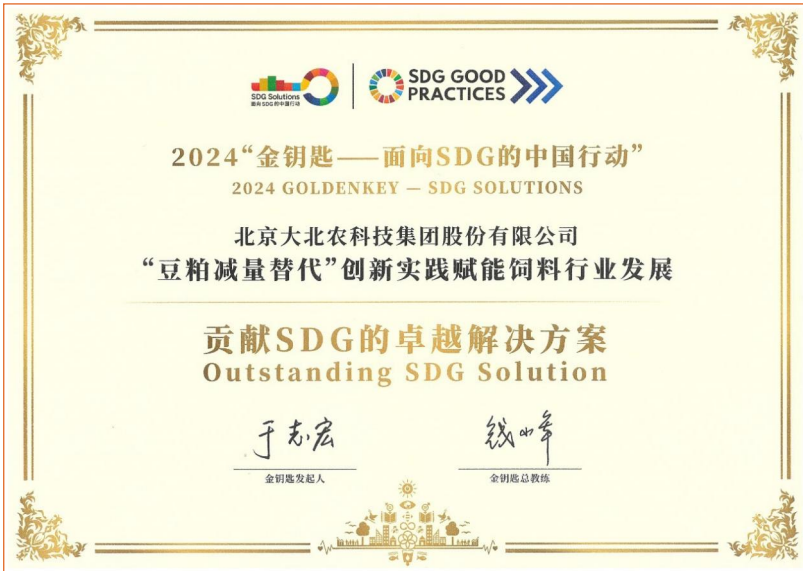 SDG Solutions
面向SDG的中国行动
SDG GOOD
PRACTICES
2024“金钥匙——面向SDG的中国行动”
2024 GOLDENKEY — SDG SOLUTIONS
北京大北农科技集团股份有限公司
“豆粕减量替代”创新实践赋能饲料行业发展
贡献SDG的卓越解决方案
Outstanding SDG Solution
于志宏
钱小军
金钥匙发起人
金钥匙总教练